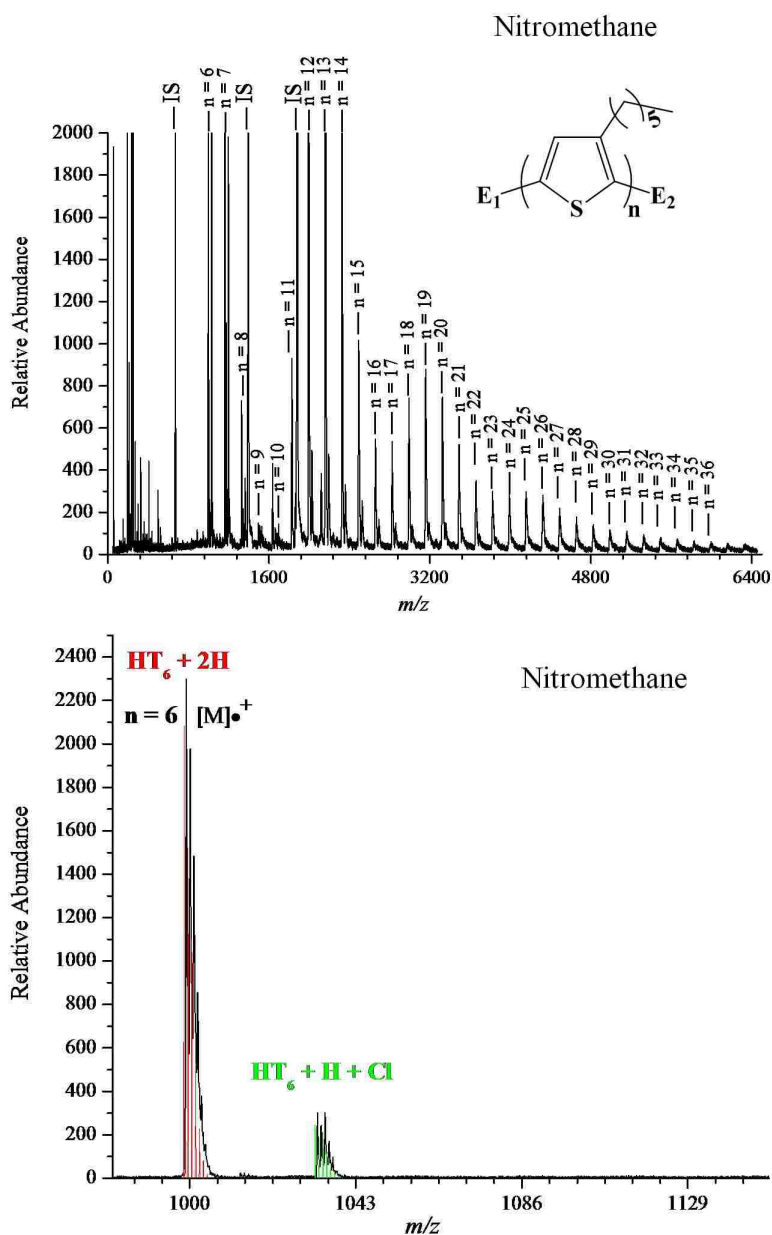 Nitromethane
IS
n = 6
n = 7
IS
IS
n = 12
n = 13
n = 14
n = 8
n = 9
n = 10
n = 11
n = 15
n = 16
n = 17
n = 18
n = 19
n = 20
n = 21
n = 22
n = 23
n = 24
n = 25
n = 26
n = 27
n = 28
n = 29
n = 30
n = 31
n = 32
n = 33
n = 34
n = 35
n = 36
5
E1
S
n
E2
Relative Abundance
2000
1800
1600
1400
1200
1000
800
600
400
200
0
0 1600 3200 4800 6400
m/z
Nitromethane
HT6 + 2H
n = 6 [M]•+
HT6 + H + Cl
Relative Abundance
2400
2200
2000
1800
1600
1400
1200
1000
800
600
400
200
0
1000 1043 1086 1129
m/z